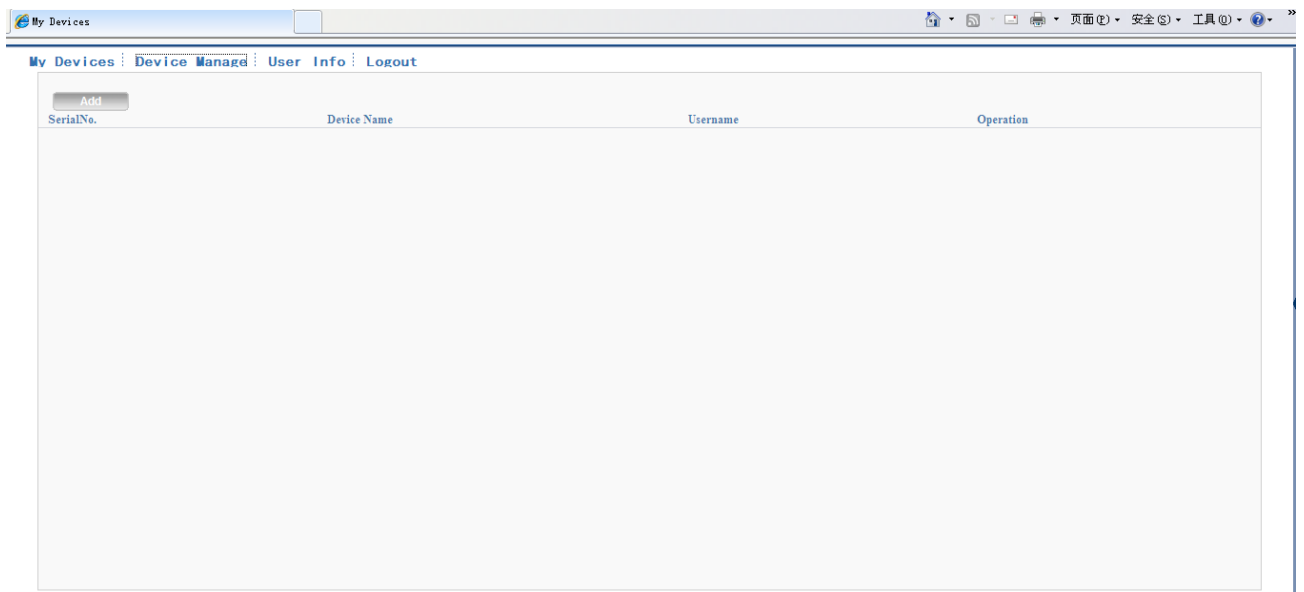 My Devices
页面(P) 安全(S) 工具(O) »
My Devices Device Manage User Info Logout
Add
SerialNo. Device Name Username Operation